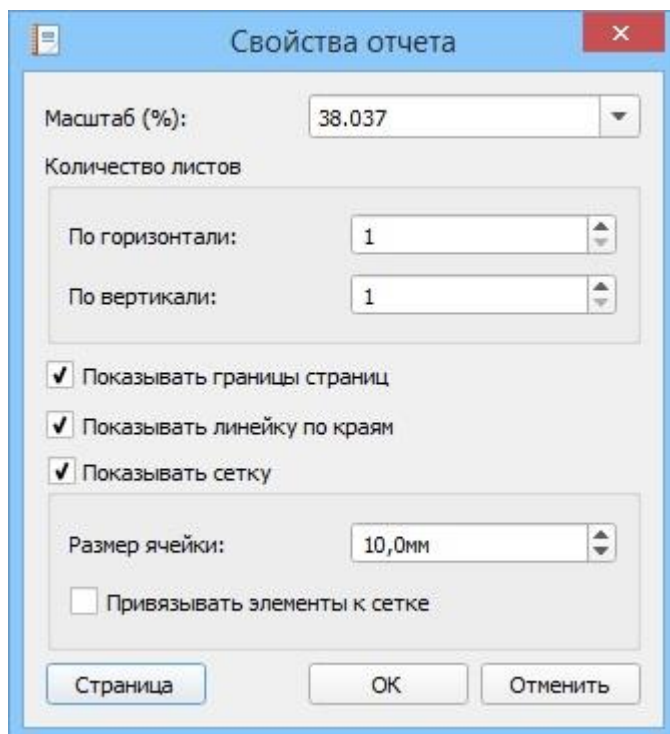 Свойства отчета
Масштаб (%): 38.037
Количество листов
По горизонтали: 1
По вертикали: 1
Показывать границы страниц
Показывать линейку по краям
Показывать сетку
Размер ячейки: 10,0мм
Привязывать элементы к сетке
Страница ОК Отменить